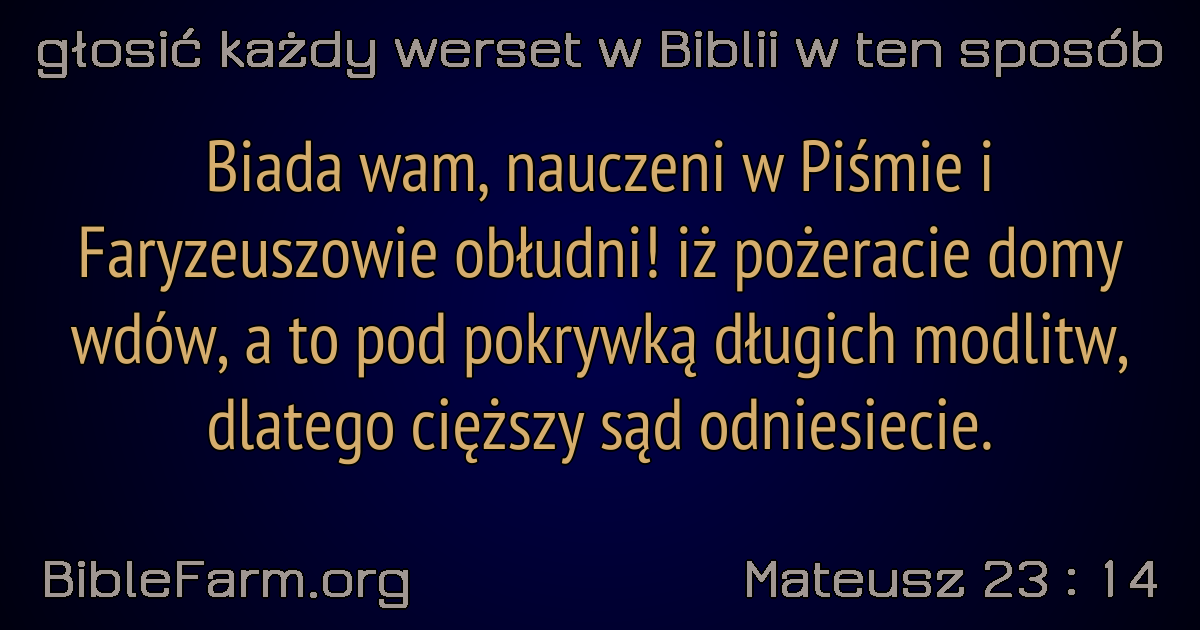 głosić każdy werset w Biblii w ten sposób
Biada wam, nauczeni w Piśmie i
Faryzeuszowie obłudni! iż pożeracie domy
wdów, a to pod pokrywką długich modlitw,
dlatego cięższy sąd odniesiecie.
BibleFarm.org
Mateusz 23 : 14